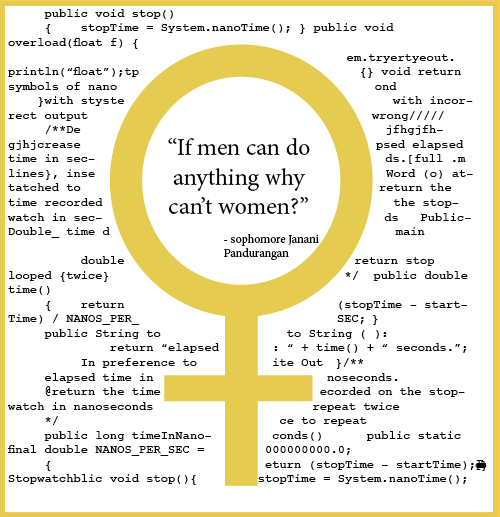 public void stop()
{ stopTime = System.nanoTime(); } public void
overload(float f) {
em.tryertyeout.
println(“float”);tp {} void return
symbols of nano ond
}with styste with incor-
rect output wrong/////
/**De jfhgjfh-
gjhjcrease psed elapsed
time in sec- ds.[full .m
lines}, inse Word (o) at-
tatched to return the
time recorded the stop-
watch in sec- ds Public-
Double_ time d main
“If men can do
anything why
can’t women?”
- sophomore Janani
Pandurangan
double return stop
looped {twice} */ public double
time()
{ return (stopTime - start-
Time) / NANOS_PER_ SEC; }
public String to to String ( ):
return “elapsed : “ + time() + “ seconds.”;
In preference to ite Out }/**
elapsed time in noseconds.
@return the time ecorded on the stop-
watch in nanoseconds repeat twice
*/ ce to repeat
public long timeInNano- conds() public static
final double NANOS_PER_SEC = 000000000.0;
{ eturn (stopTime - startTime);
Stopwatchblic void stop(){ stopTime = System.nanoTime();